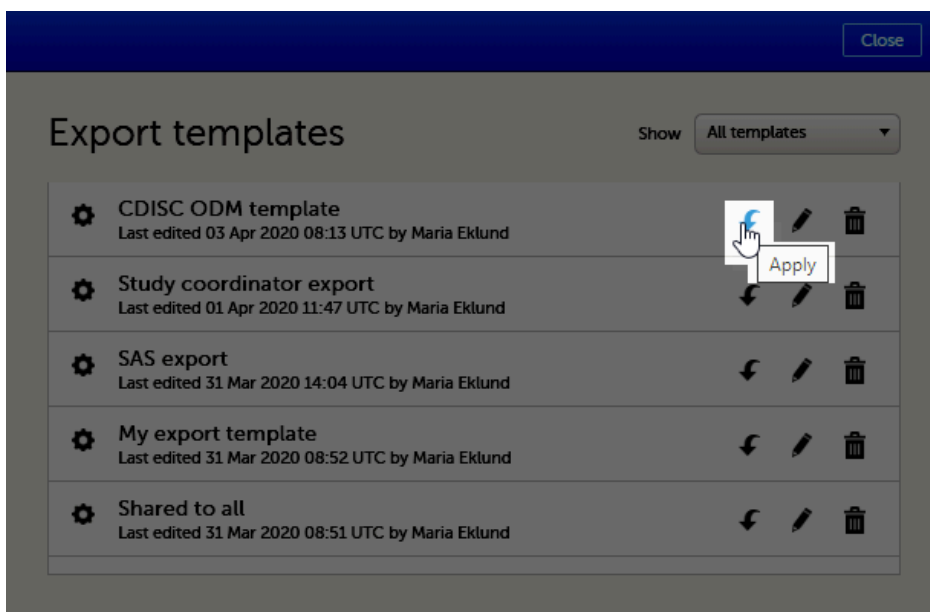 Close
Export templates
Show All templates
CDISC ODM template
Last edited 03 Apr 2020 08:13 UTC by Maria Eklund
Apply
Study coordinator export
Last edited 01 Apr 2020 11:47 UTC by Maria Eklund
SAS export
Last edited 31 Mar 2020 14:04 UTC by Maria Eklund
My export template
Last edited 31 Mar 2020 08:52 UTC by Maria Eklund
Shared to all
Last edited 31 Mar 2020 08:51 UTC by Maria Eklund